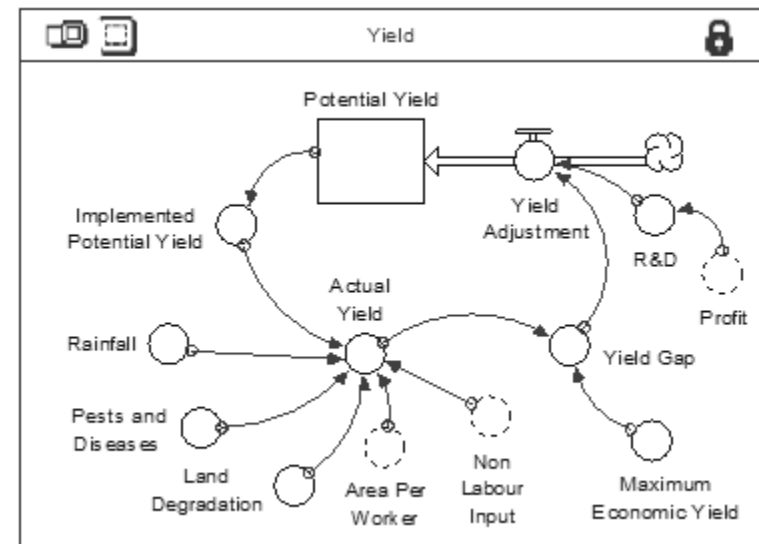 Yield
Potential Yield
Implemented
Potential Yield
Yield
Adjustment
R&D
Profit
Actual
Yield
Rainfall
Yield Gap
Pests and
Diseases
Land
Degradation
Area Per
Worker
Non
Labour
Input
Maximum
Economic Yield